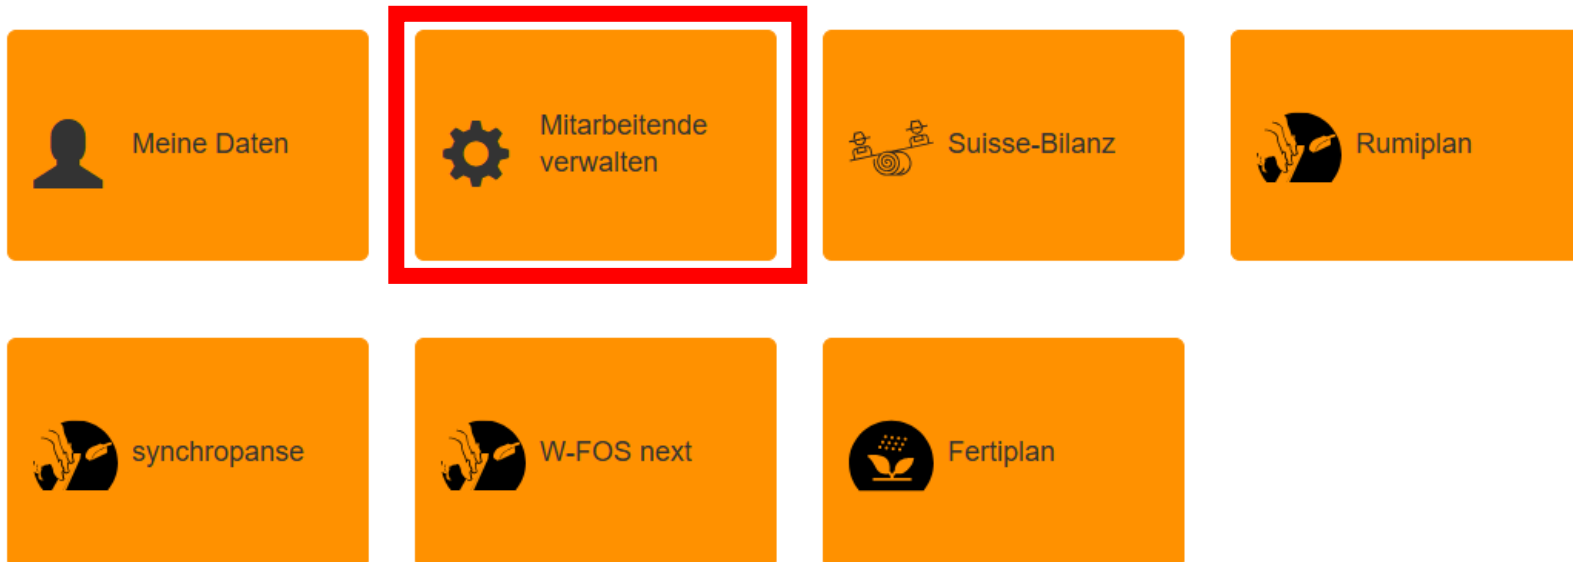 Meine Daten
Mitarbeitende
verwalten
Suisse-Bilanz
Rumiplan
synchropanse
W-FOS next
Fertiplan